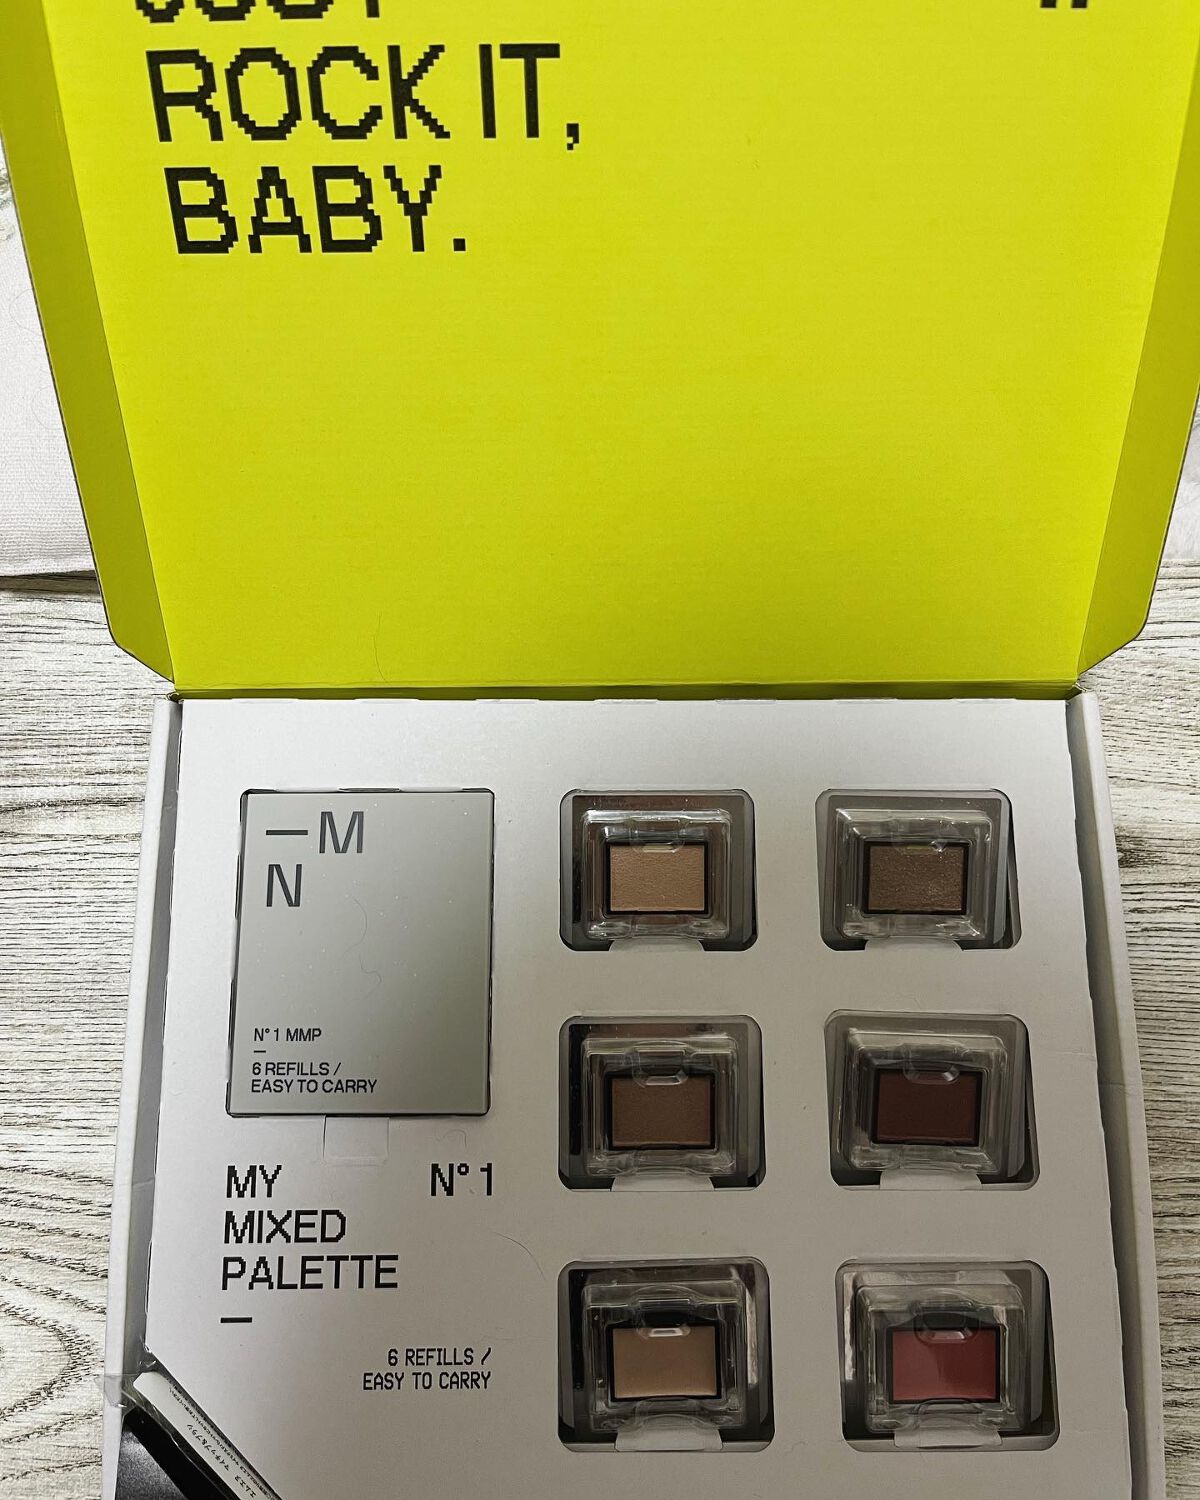 ROCK IT,
BABY.
—M
N
N° 1 MMP
—
6 REFILLS /
EASY TO CARRY
MY N° 1
MIXED
PALETTE
—
6 REFILLS /
EASY TO CARRY